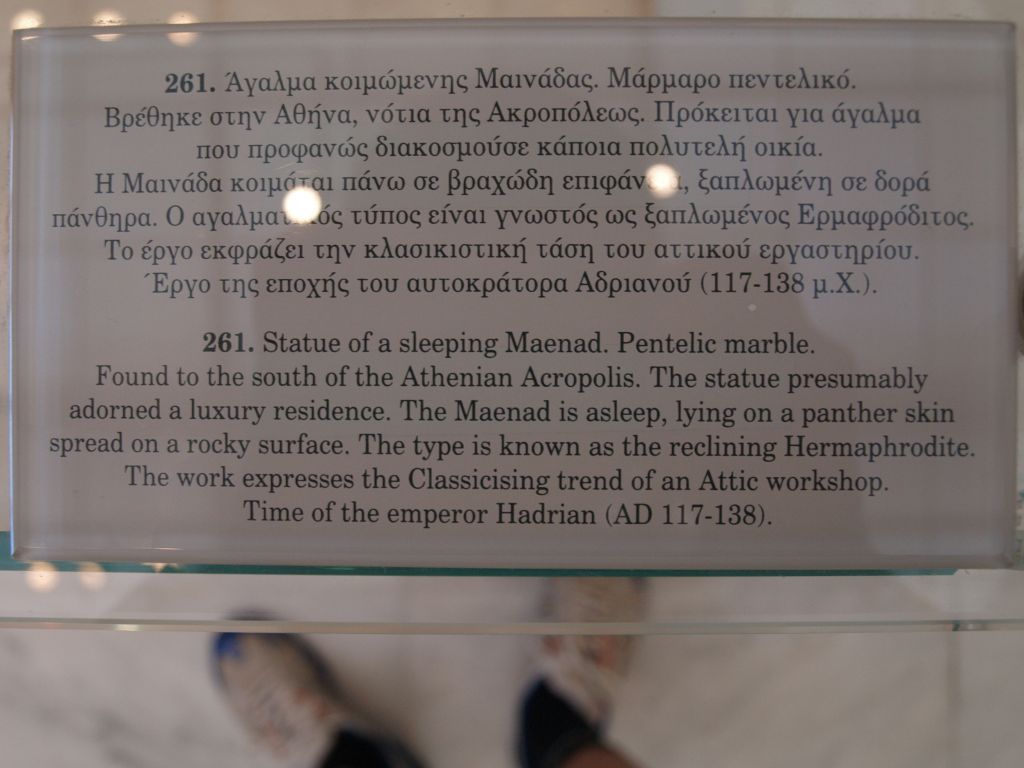 261. Άγαλμα κοιμώμενης Μαινάδας. Μάρμαρο πεντελικό.
Βρέθηκε στην Αθήνα, νότια της Ακροπόλεως. Πρόκειται για άγαλμα
που προφανώς διακοσμούσε κάποια πολυτελή οικία.
Η Μαινάδα κοιμάται πάνω σε βραχώδη επιφάνεια, ξαπλωμένη σε δορά
πάνθηρα. Ο αγαλματικός τύπος είναι γνωστός ως ξαπλωμένος Ερμαφρόδιτος.
Το έργο εκφράζει την κλασικιστική τάση του αττικού εργαστηρίου.
Έργο της εποχής του αυτοκράτορα Αδριανού (117-138 μ.Χ.).
261. Statue of a sleeping Maenad. Pentelic marble.
Found to the south of the Athenian Acropolis. The statue presumably
adorned a luxury residence. The Maenad is asleep, lying on a panther skin
spread on a rocky surface. The type is known as the reclining Hermaphrodite.
The work expresses the Classicising trend of an Attic workshop.
Time of the emperor Hadrian (AD 117-138).